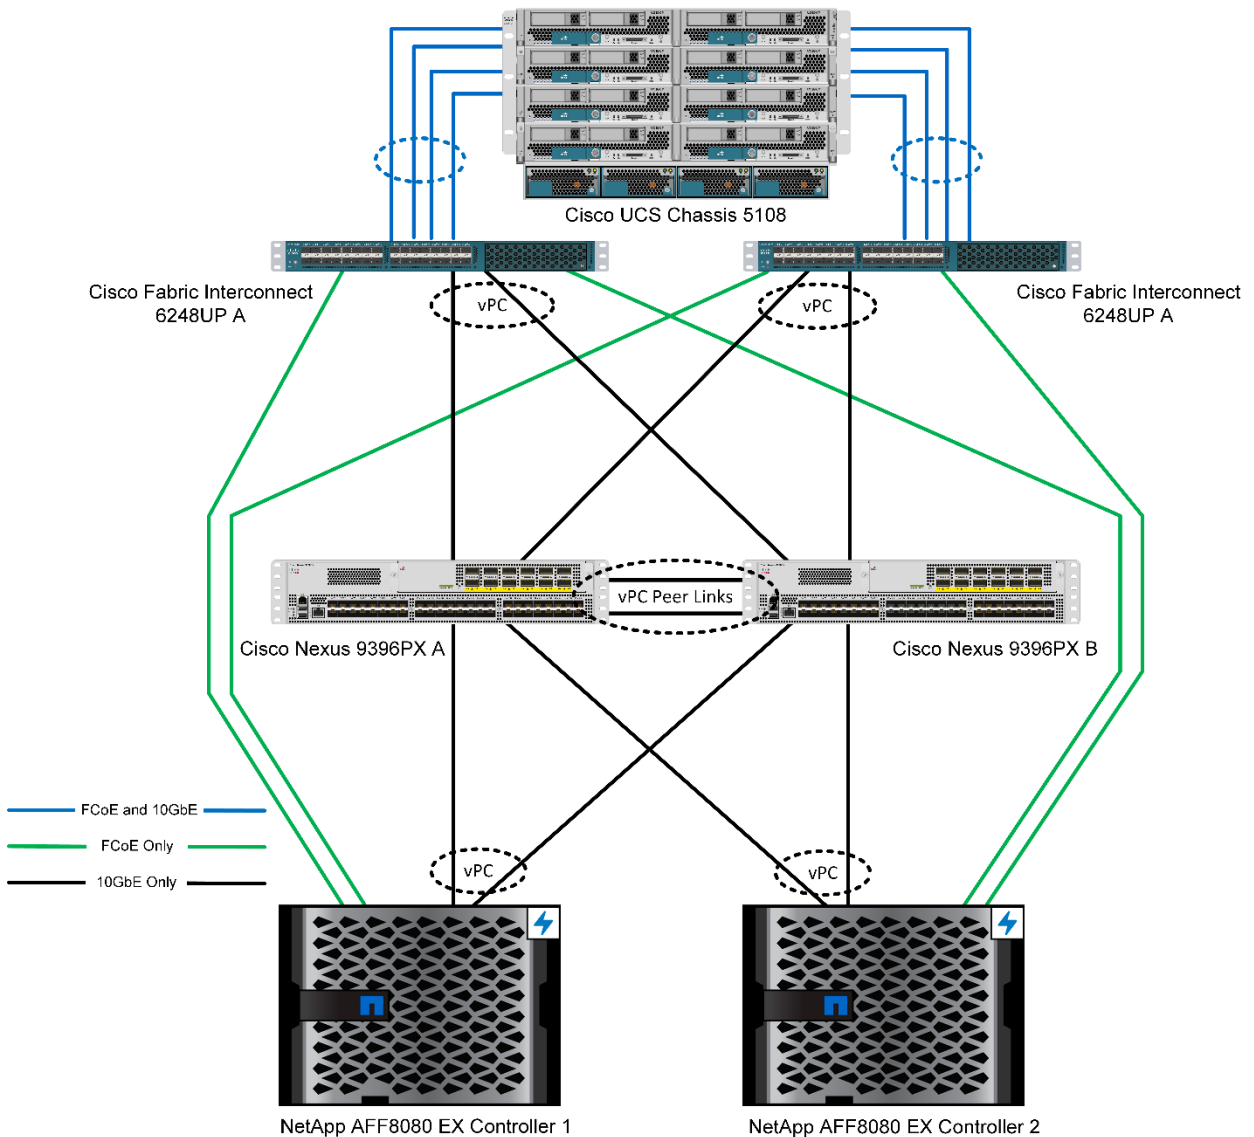 Cisco UCS Chassis 5108
Cisco Fabric Interconnect
6248UP A
vPC
vPC
Cisco Fabric Interconnect
6248UP A
vPC Peer Links
Cisco Nexus 9396PX A
Cisco Nexus 9396PX B
FCoE and 10GbE
FCoE Only
10GbE Only
vPC
vPC
NetApp AFF8080 EX Controller 1
NetApp AFF8080 EX Controller 2